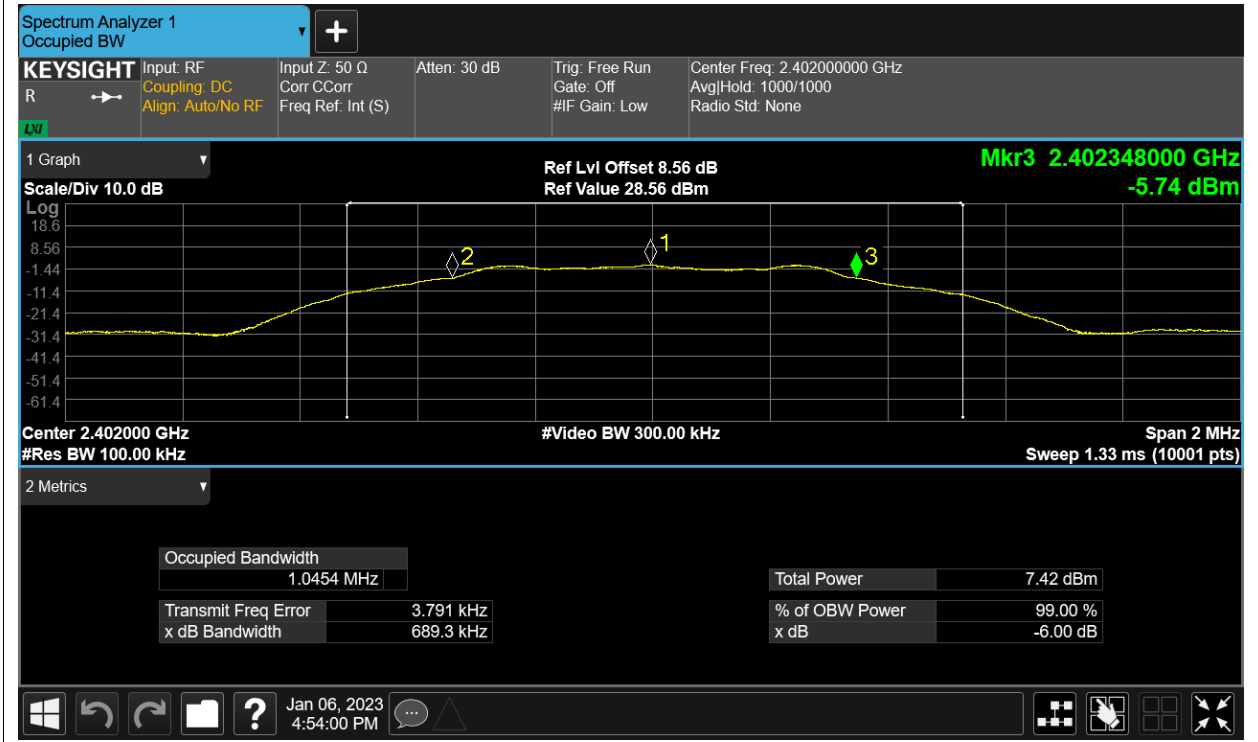 Spectrum Analyzer 1
Occupied BW
▼
+
KEYSIGHT
R
LXI
Input: RF
Coupling: DC
Align: Auto/No RF
Input Z: 50 Ω
Corr CCorr
Freq Ref: Int (S)
Atten: 30 dB
Trig: Free Run
Gate: Off
#IF Gain: Low
Center Freq: 2.402000000 GHz
Avg|Hold: 1000/1000
Radio Std: None
1 Graph ▼
Scale/Div 10.0 dB
Ref Lvl Offset 8.56 dB
Ref Value 28.56 dBm
Mkr3 2.402348000 GHz
-5.74 dBm
Log
18.6
8.56
-1.44
-11.4
-21.4
-31.4
-41.4
-51.4
-61.4
2
1
3
Center 2.402000 GHz
#Res BW 100.00 kHz
#Video BW 300.00 kHz
Span 2 MHz
Sweep 1.33 ms (10001 pts)
2 Metrics ▼
Occupied Bandwidth
1.0454 MHz
Transmit Freq Error 3.791 kHz
x dB Bandwidth 689.3 kHz
Total Power 7.42 dBm
% of OBW Power 99.00 %
x dB -6.00 dB
?
Jan 06, 2023
4:54:00 PM